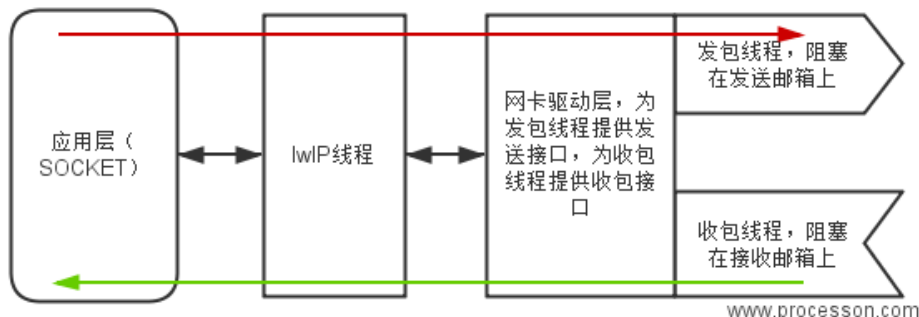 应用层（
SOCKET）
lwIP线程
网卡驱动层，为
发包线程提供发
送接口，为收包
线程提供收包接
口
发包线程，阻塞
在发送邮箱上
收包线程，阻塞
在接收邮箱上
www.processon.com